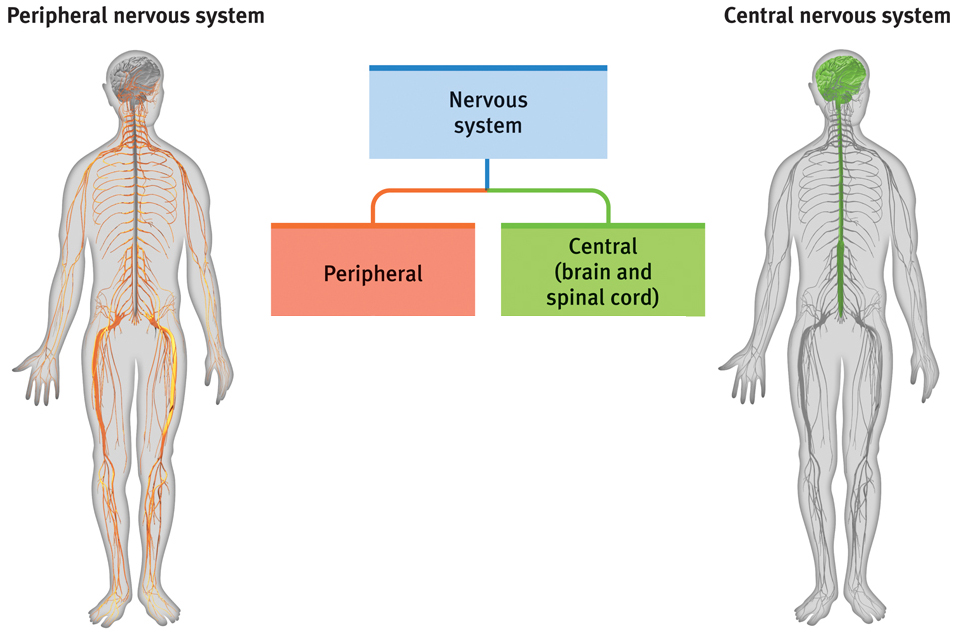 Peripheral nervous system
Central nervous system
Nervous
system
Peripheral
Central
(brain and
spinal cord)